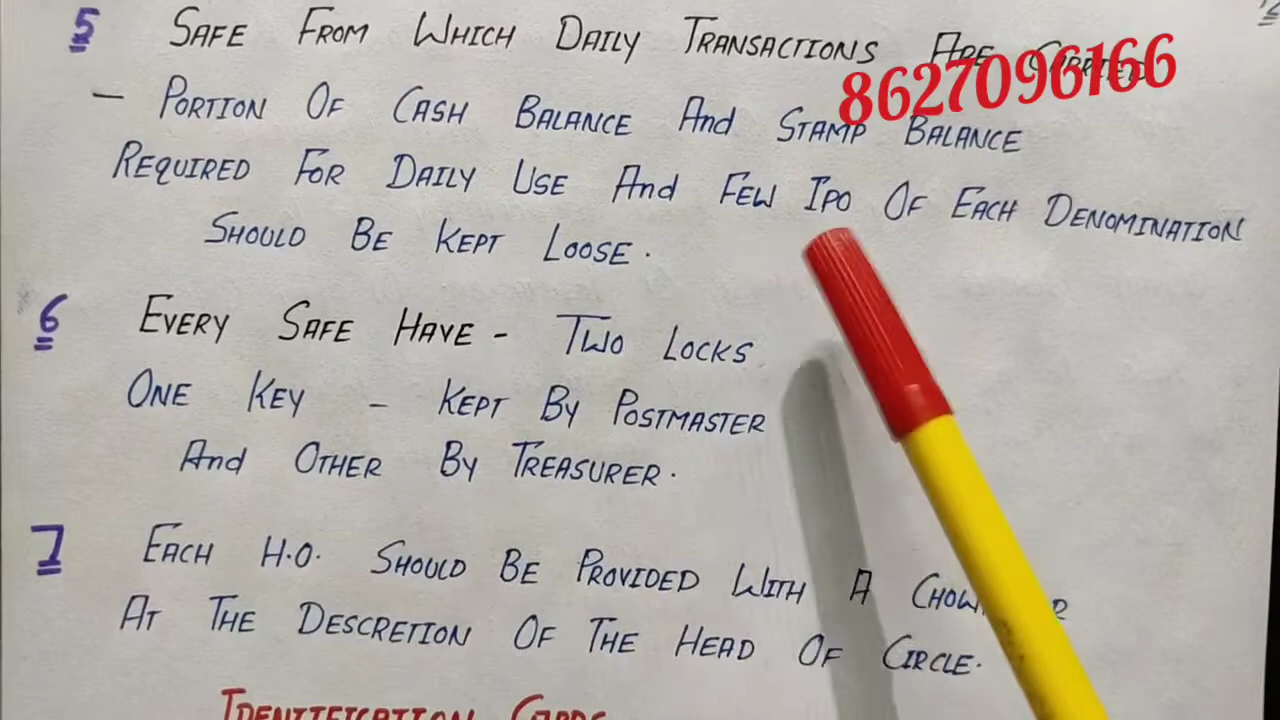 5 SAFE FROM WHICH DAILY TRANSACTIONS ARE CARRIED
8627096166
- PORTION OF CASH BALANCE And STAMP BALANCE
REQUIRED FOR DAILY USE And FEW IPO OF EACH DENOMINATION
SHOULD BE KEPT LOOSE.
6 EVERY SAFE HAVE - TWO LOCKS
ONE KEY - KEPT BY POSTMASTER
And OTHER BY TREASURER.
7 EACH H.O. SHOULD BE PROVIDED WITH A
AT THE DESCRETION OF THE HEAD OF CIRCLE.
IDENTIFICATION CARDS